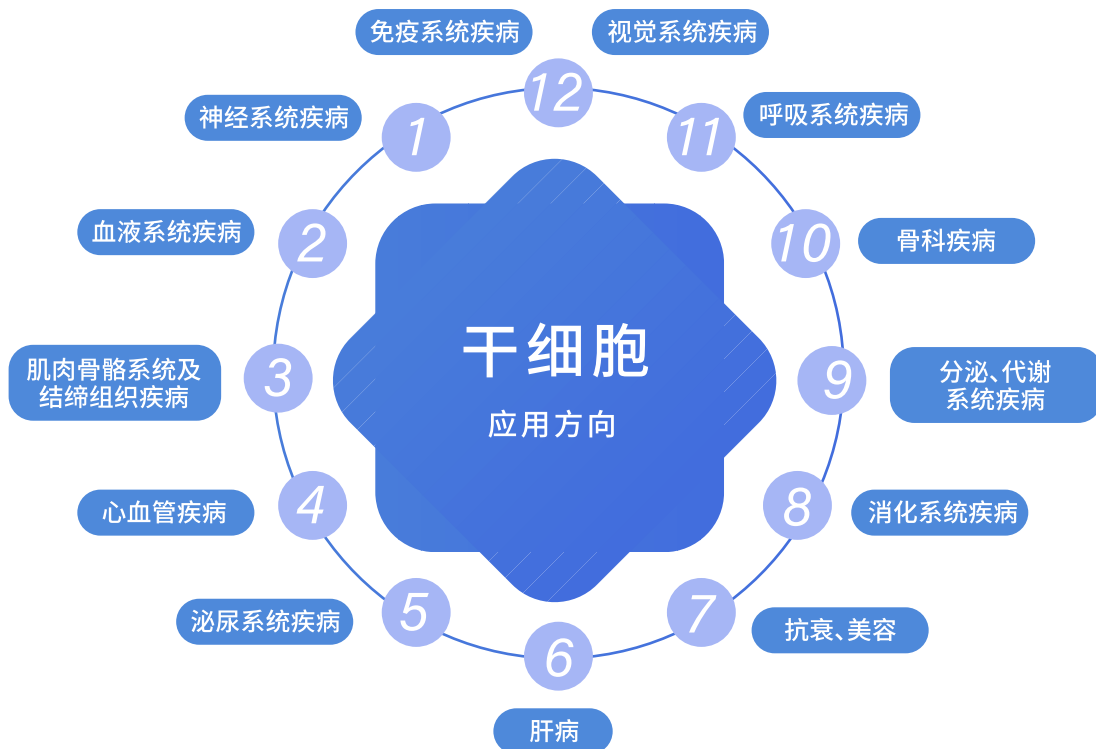 免疫系统疾病
视觉系统疾病
12
神经系统疾病
1
11
呼吸系统疾病
血液系统疾病
2
10
骨科疾病
肌肉骨骼系统及
结缔组织疾病
3
干细胞
应用方向
9
分泌、代谢
系统疾病
心血管疾病
4
8
消化系统疾病
泌尿系统疾病
5
7
抗衰、美容
6
肝病